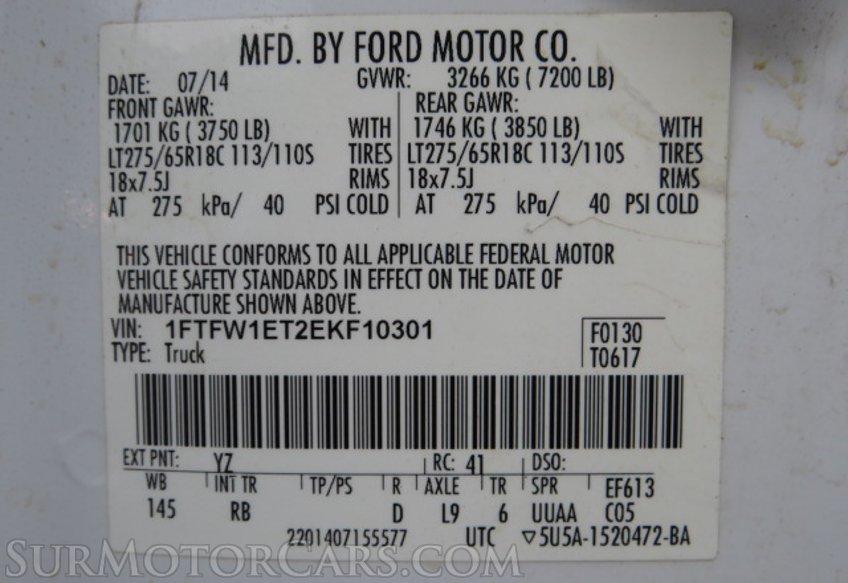 MFD. BY FORD MOTOR CO.
DATE: 07/14 GVWR: 3266 KG ( 7200 LB)
FRONT GAWR: REAR GAWR:
1701 KG ( 3750 LB) WITH 1746 KG ( 3850 LB) WITH
LT275/65R18C 113/110S TIRES LT275/65R18C 113/110S TIRES
18x7.5J RIMS 18x7.5J RIMS
AT 275 kPa/ 40 PSI COLD AT 275 kPa/ 40 PSI COLD
THIS VEHICLE CONFORMS TO ALL APPLICABLE FEDERAL MOTOR
VEHICLE SAFETY STANDARDS IN EFFECT ON THE DATE OF
MANUFACTURE SHOWN ABOVE.
VIN: 1FTFW1ET2EKF10301 F0130
TYPE: Truck T0617
EXT PNT: YZ RC: 41 DSO:
WB INT TR TP/PS R AXLE TR SPR EF613
145 RB D L9 6 UUAA C05
2201407155577 UTC ▽5U5A-1520472-BA
SurMotorCars.com